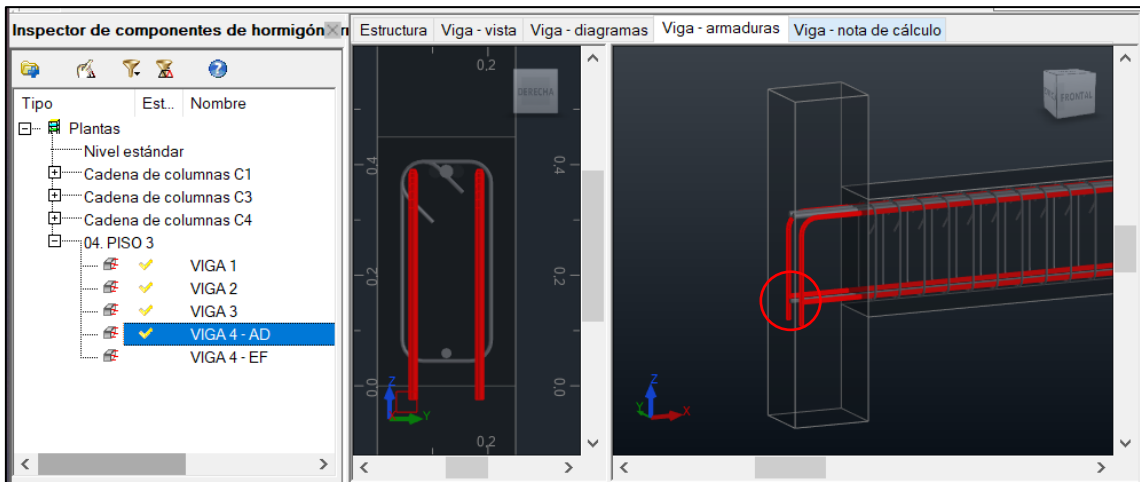 Inspector de componentes de hormigón
Estructura
Viga - vista
Viga - diagramas
Viga - armaduras
Viga - nota de cálculo
Tipo
Est...
Nombre
Plantas
Nivel estándar
Cadena de columnas C1
Cadena de columnas C3
Cadena de columnas C4
04. PISO 3
VIGA 1
VIGA 2
VIGA 3
VIGA 4 - AD
VIGA 4 - EF
0,2
DERECHA
0,4
0,4
0,2
0,2
0,0
0,0
Z
Y
0,2
FRONTAL
Z
Y
X